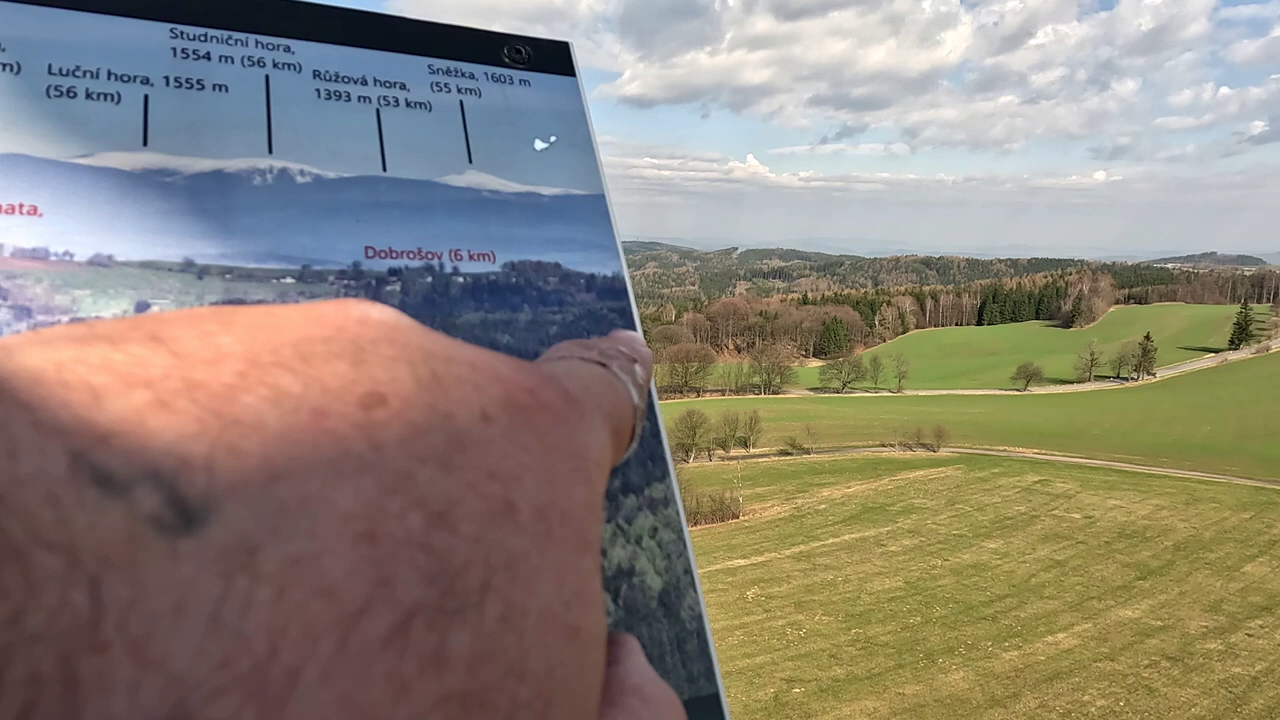 Studniční hora,
1554 m (56 km)
Luční hora, 1555 m
(56 km)
Růžová hora,
1393 m (53 km)
Sněžka, 1603 m
(55 km)
Dobrošov (6 km)